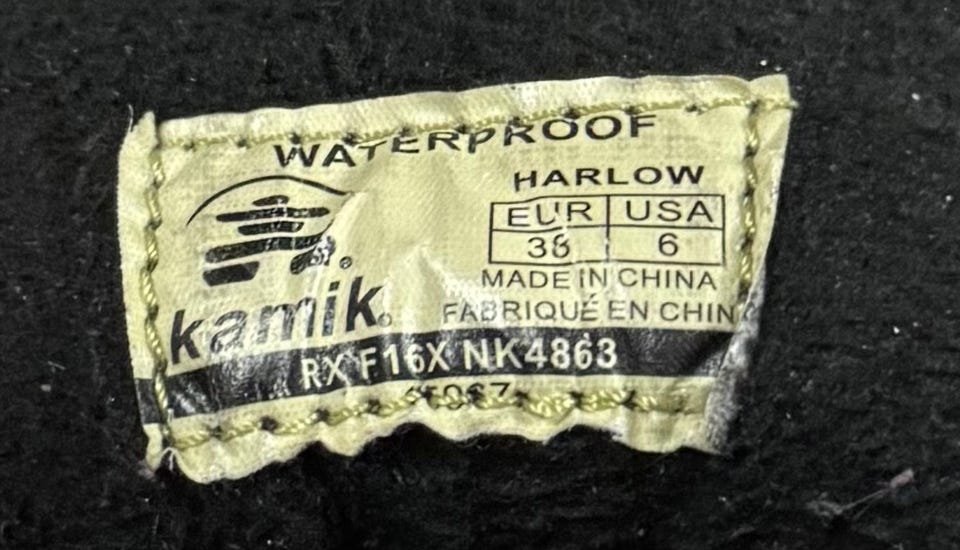 WATERPROOF
HARLOW
EUR USA
38 6
MADE IN CHINA
FABRIQUÉ EN CHIN
kamik®
RX F16X NK4863